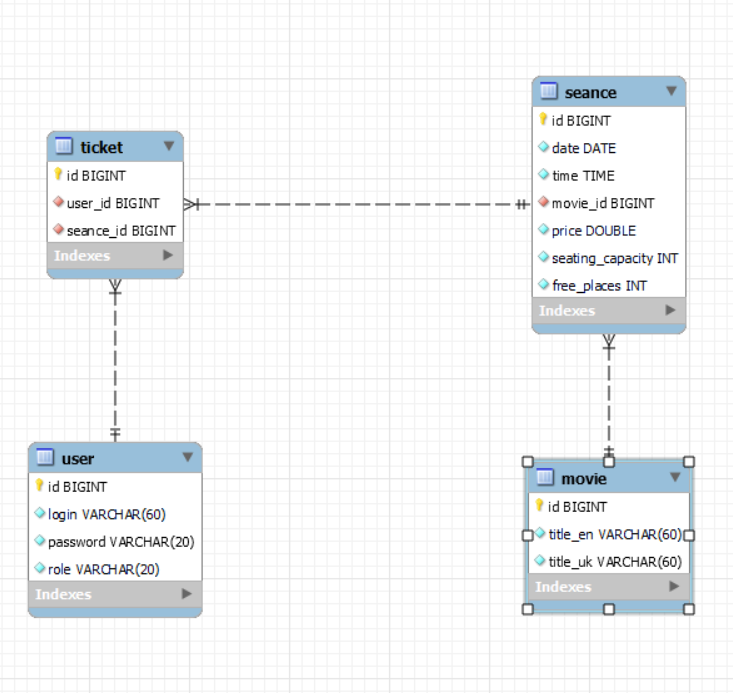 seance
id BIGINT
date DATE
time TIME
movie_id BIGINT
price DOUBLE
seating_capacity INT
free_places INT
Indexes
ticket
id BIGINT
user_id BIGINT
seance_id BIGINT
Indexes
user
id BIGINT
login VARCHAR(60)
password VARCHAR(20)
role VARCHAR(20)
Indexes
movie
id BIGINT
title_en VARCHAR(60)
title_uk VARCHAR(60)
Indexes